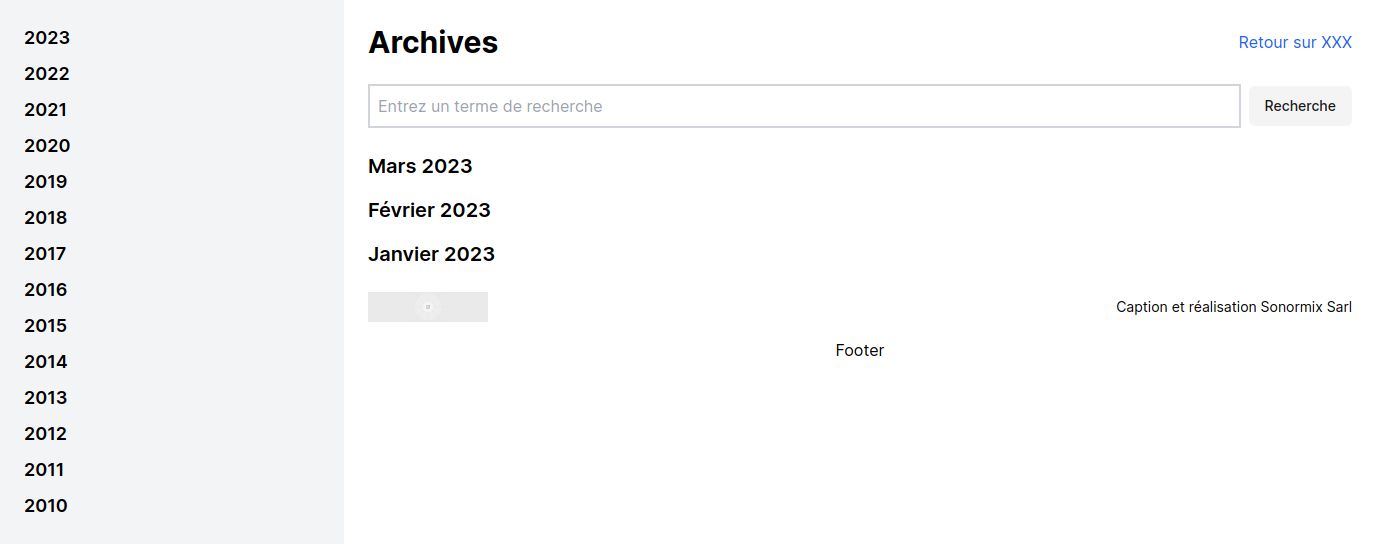 2023
2022
2021
2020
2019
2018
2017
2016
2015
2014
2013
2012
2011
2010
Archives
Retour sur XXX
Entrez un terme de recherche
Recherche
Mars 2023
Février 2023
Janvier 2023
Caption et réalisation Sonormix Sarl
Footer